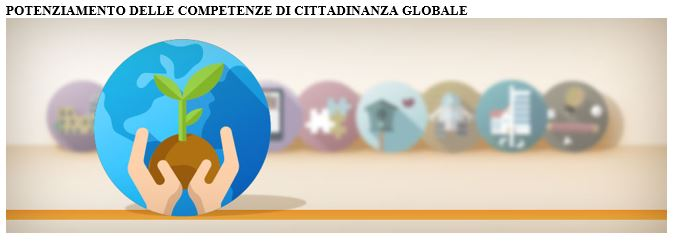 POTENZIAMENTO DELLE COMPETENZE DI CITTADINANZA GLOBALE